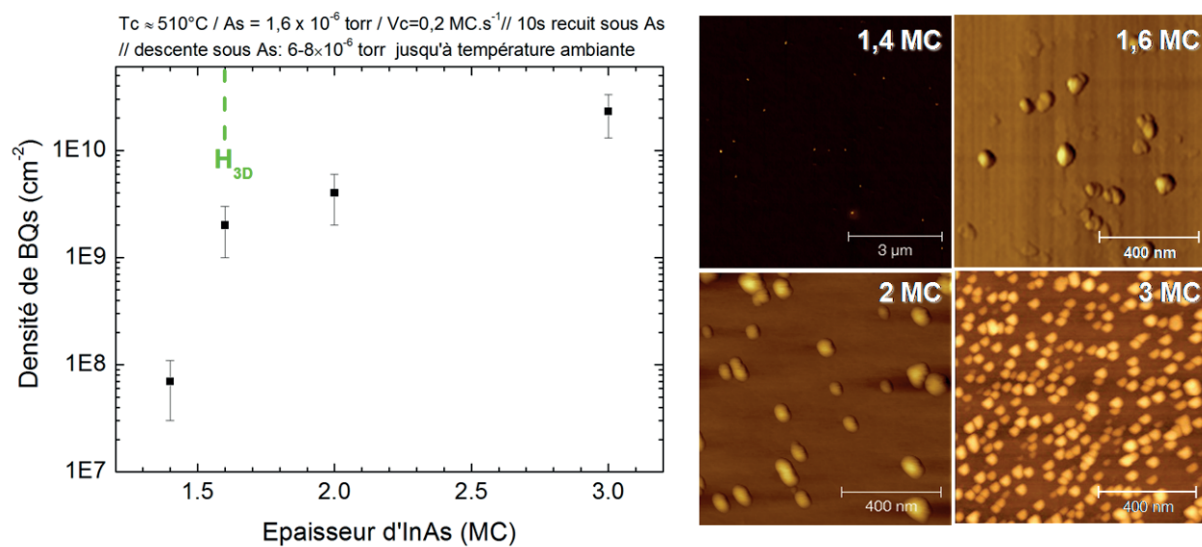 Tc ≈ 510°C / As = 1,6 x 10⁻⁶ torr / Vc=0,2 MC.s⁻¹// 10s recuit sous As
// descente sous As: 6-8×10⁻⁶ torr jusqu'à température ambiante
Densité de BQs (cm⁻²)
1E10
1E9
1E8
1E7
H3D
1.5 2.0 2.5 3.0
Epaisseur d'InAs (MC)
1,4 MC
3 µm
1,6 MC
400 nm
2 MC
400 nm
3 MC
400 nm